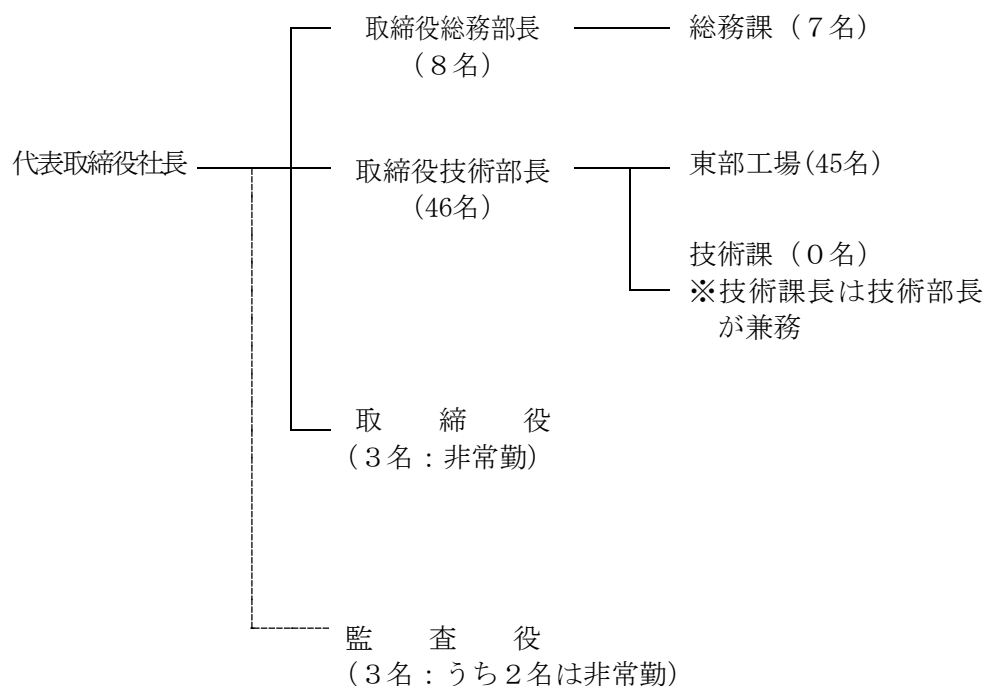 取締役総務部長
（８名）
総務課（７名）
代表取締役社長
取締役技術部長
(46名)
東部工場(45名)
技術課（０名）
※技術課長は技術部長
が兼務
取　締　役
（３名：非常勤）
監　査　役
（３名：うち２名は非常勤）